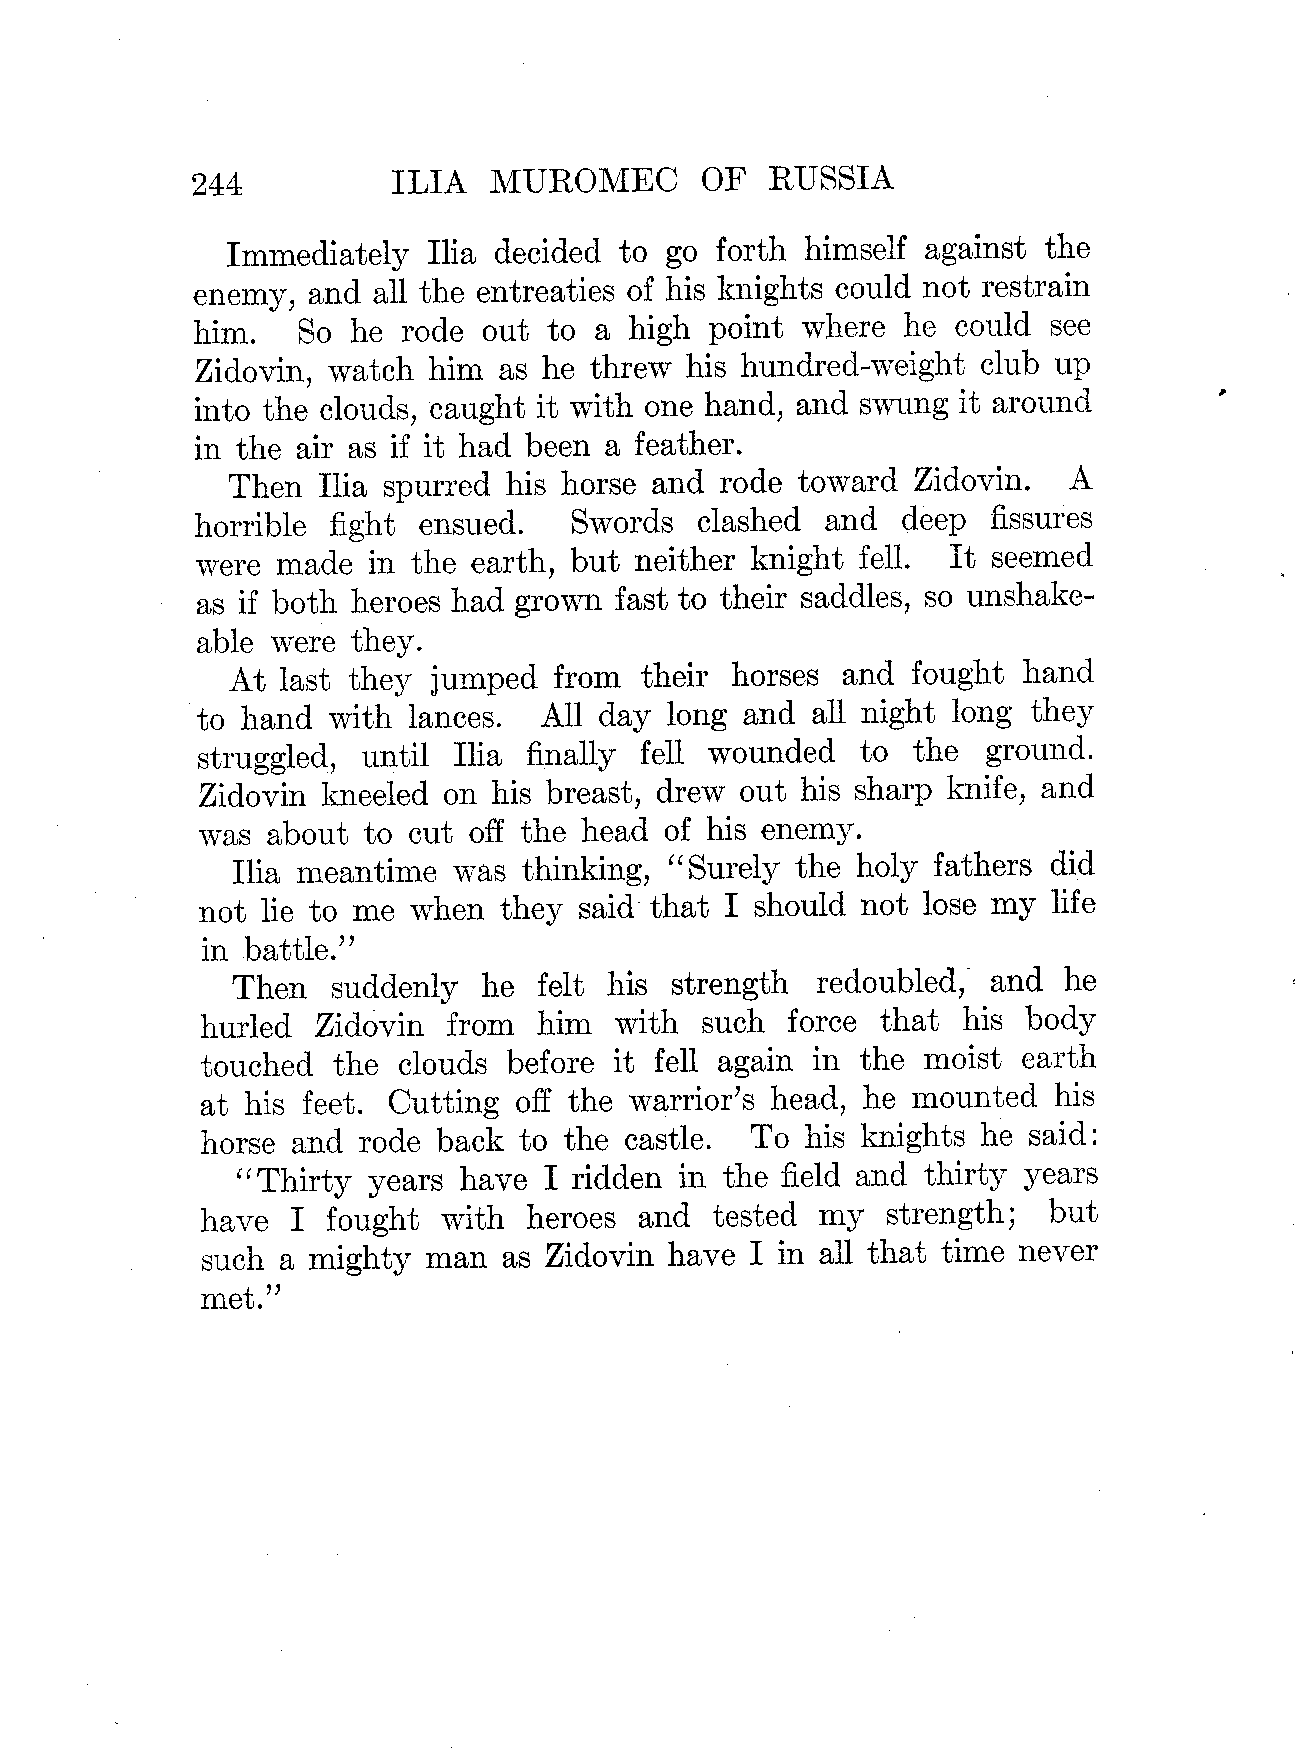 244 ILIA MUROMEC OF RUSSIA
Immediately Ilia decided to go forth himself against the
enemy, and all the entreaties of his knights could not restrain
him. So he rode out to a high point where he could see
Zidovin, watch him as he threw his hundred-weight club up
into the clouds, caught it with one hand, and swung it around
in the air as if it had been a feather.
Then Ilia spurred his horse and rode toward Zidovin. A
horrible fight ensued. Swords clashed and deep fissures
were made in the earth, but neither knight fell. It seemed
as if both heroes had grown fast to their saddles, so unshake-
able were they.
At last they jumped from their horses and fought hand
to hand with lances. All day long and all night long they
struggled, until Ilia finally fell wounded to the ground.
Zidovin kneeled on his breast, drew out his sharp knife, and
was about to cut off the head of his enemy.
Ilia meantime was thinking, "Surely the holy fathers did
not lie to me when they said that I should not lose my life
in battle."
Then suddenly he felt his strength redoubled, and he
hurled Zidovin from him with such force that his body
touched the clouds before it fell again in the moist earth
at his feet. Cutting off the warrior's head, he mounted his
horse and rode back to the castle. To his knights he said:
"Thirty years have I ridden in the field and thirty years
have I fought with heroes and tested my strength; but
such a mighty man as Zidovin have I in all that time never
met."